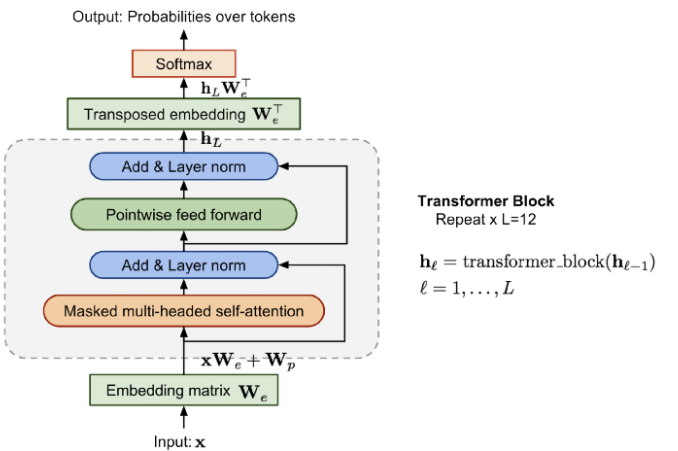 Output: Probabilities over tokens
Softmax
h_L W_e^⊤
Transposed embedding W_e^⊤
h_L
Add & Layer norm
Pointwise feed forward
Add & Layer norm
Masked multi-headed self-attention
xW_e + W_p
Embedding matrix W_e
Input: x
Transformer Block
Repeat x L=12
h_ℓ = transformer_block(h_{ℓ−1})
ℓ = 1, . . . , L